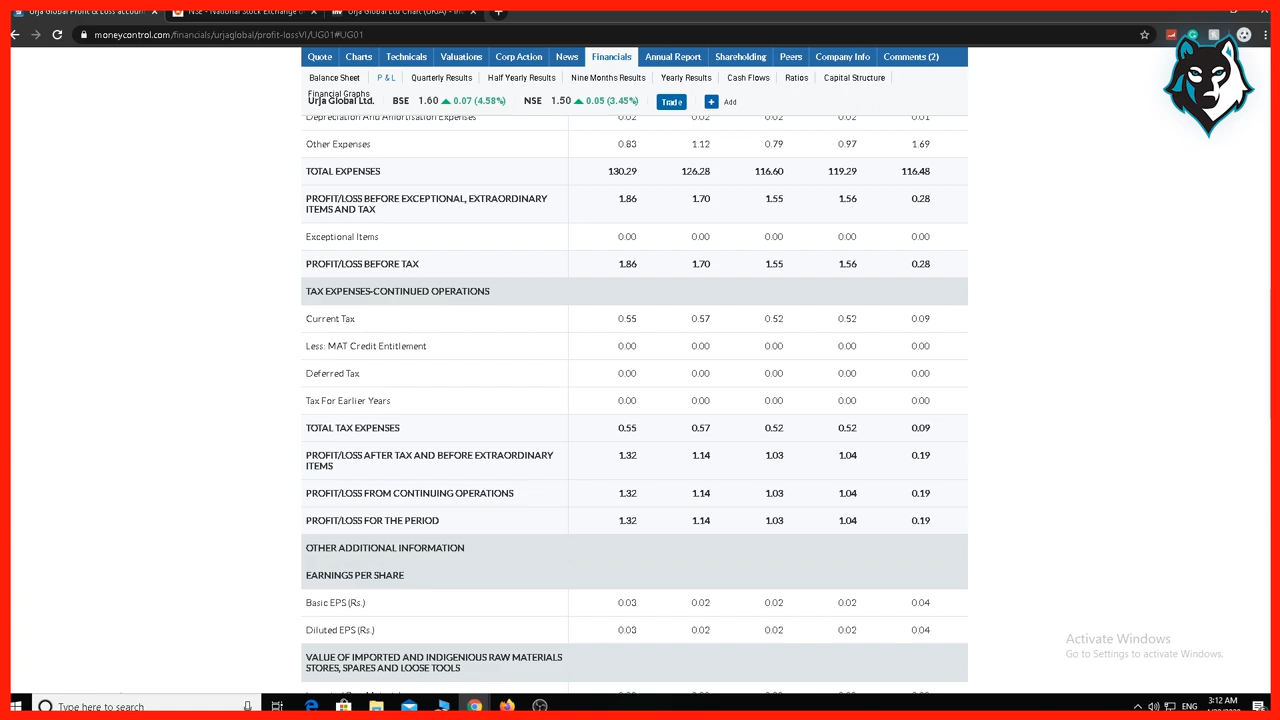 Urja Global Profit & Loss account
NSE - National Stock Exchange of
Urja Global Ltd Chart (URJA) - In
moneycontrol.com/financials/urjaglobal/profit-lossVI/UG01#UG01
Quote Charts Technicals Valuations Corp Action News Financials Annual Report Shareholding Peers Company Info Comments (2)
Balance Sheet P & L Quarterly Results Half Yearly Results Nine Months Results Yearly Results Cash Flows Ratios Capital Structure
Financial Graphs
Urja Global Ltd. BSE 1.60 ▲ 0.07 (4.58%) NSE 1.50 ▲ 0.05 (3.45%) Trade + Add
Depreciation And Amortisation Expenses 0.02 0.02 0.02 0.02 0.01
Other Expenses 0.83 1.12 0.79 0.97 1.69
TOTAL EXPENSES 130.29 126.28 116.60 119.29 116.48
PROFIT/LOSS BEFORE EXCEPTIONAL, EXTRAORDINARY 1.86 1.70 1.55 1.56 0.28
ITEMS AND TAX
Exceptional Items 0.00 0.00 0.00 0.00 0.00
PROFIT/LOSS BEFORE TAX 1.86 1.70 1.55 1.56 0.28
TAX EXPENSES-CONTINUED OPERATIONS
Current Tax 0.55 0.57 0.52 0.52 0.09
Less: MAT Credit Entitlement 0.00 0.00 0.00 0.00 0.00
Deferred Tax 0.00 0.00 0.00 0.00 0.00
Tax For Earlier Years 0.00 0.00 0.00 0.00 0.00
TOTAL TAX EXPENSES 0.55 0.57 0.52 0.52 0.09
PROFIT/LOSS AFTER TAX AND BEFORE EXTRAORDINARY 1.32 1.14 1.03 1.04 0.19
ITEMS
PROFIT/LOSS FROM CONTINUING OPERATIONS 1.32 1.14 1.03 1.04 0.19
PROFIT/LOSS FOR THE PERIOD 1.32 1.14 1.03 1.04 0.19
OTHER ADDITIONAL INFORMATION
EARNINGS PER SHARE
Basic EPS (Rs.) 0.03 0.02 0.02 0.02 0.04
Diluted EPS (Rs.) 0.03 0.02 0.02 0.02 0.04
VALUE OF IMPORTED AND INDIGENIOUS RAW MATERIALS
STORES, SPARES AND LOOSE TOOLS
Activate Windows
Go to Settings to activate Windows.
Type here to search
ENG
3:12 AM